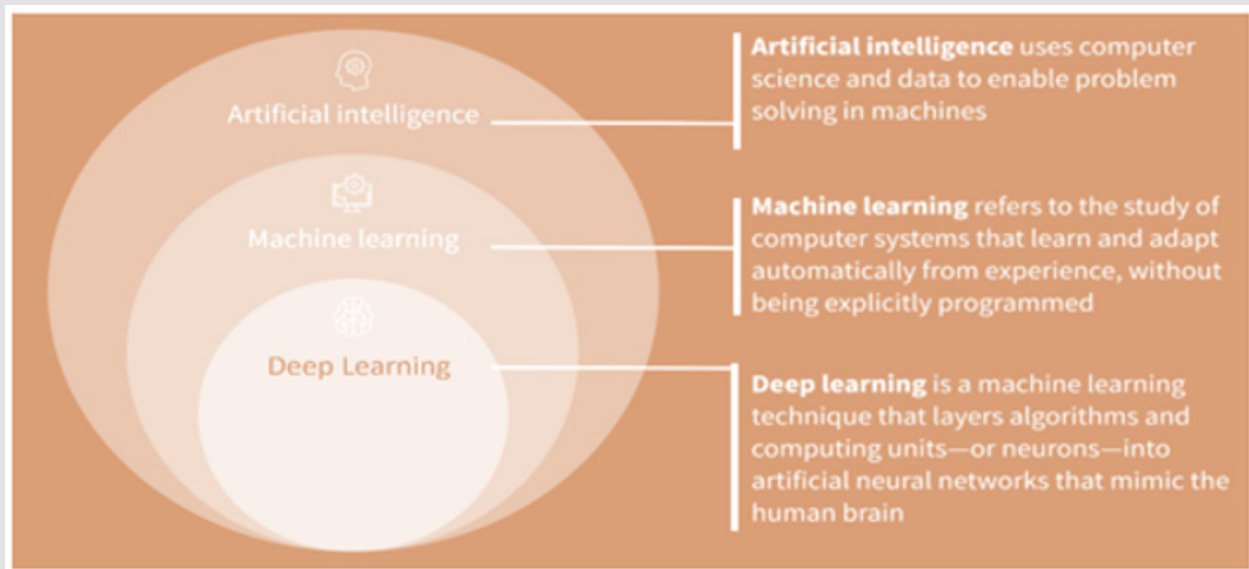 Artificial intelligence
Machine learning
Deep Learning
Artificial intelligence uses computer
science and data to enable problem
solving in machines
Machine learning refers to the study of
computer systems that learn and adapt
automatically from experience, without
being explicitly programmed
Deep learning is a machine learning
technique that layers algorithms and
computing units—or neurons—into
artificial neural networks that mimic the
human brain